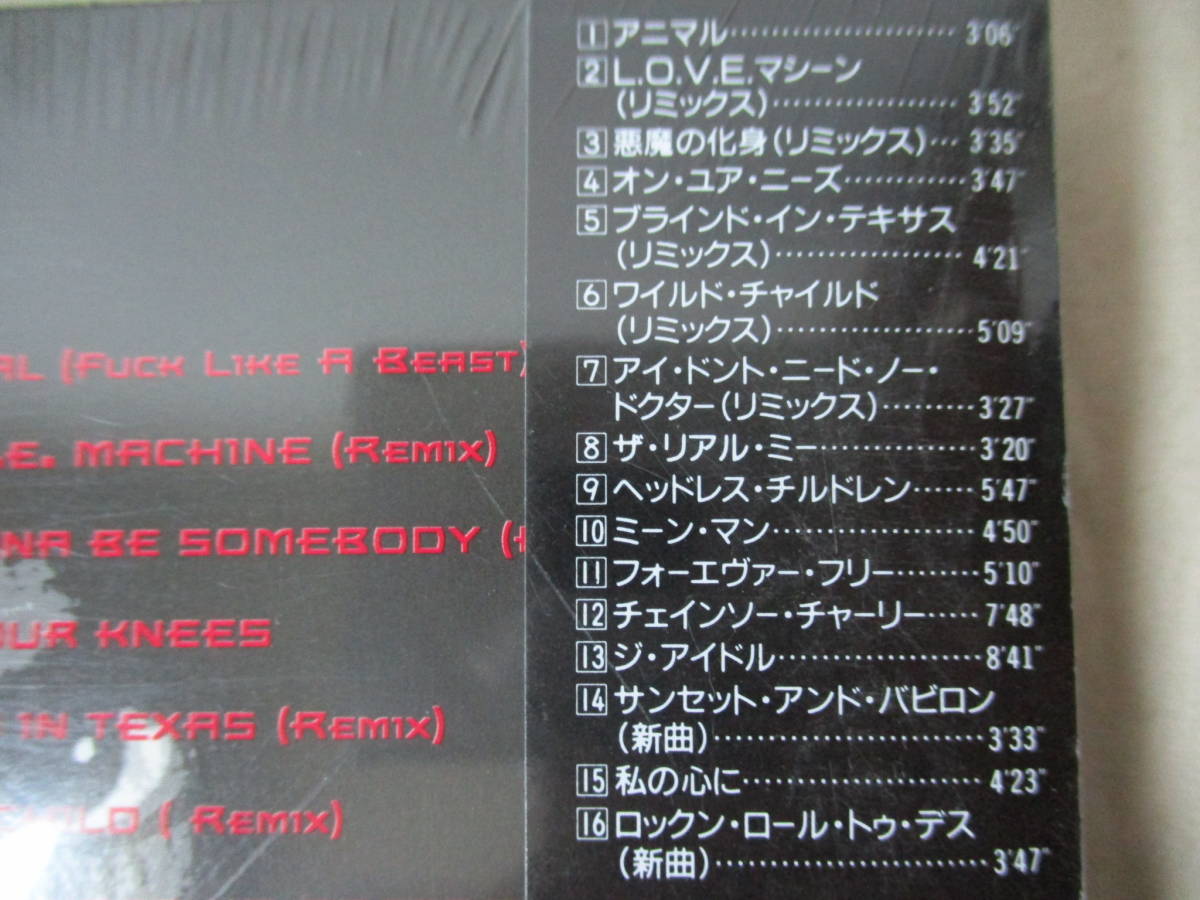 AL (Fuck Like A Beast)
.E. MACHINE (Remix)
NNA BE SOMEBODY (
OUR KNEES
IN TEXAS (Remix)
CHILD ( Remix)
1 アニマル…………………… 3'06"
2 L.O.V.E.マシーン
(リミックス)……………… 3'52"
3 悪魔の化身(リミックス)… 3'35"
4 オン・ユア・ニーズ………… 3'47"
5 ブラインド・イン・テキサス
(リミックス)……………… 4'21"
6 ワイルド・チャイルド
(リミックス)……………… 5'09"
7 アイ・ドント・ニード・ノー・
ドクター(リミックス)……… 3'27"
8 ザ・リアル・ミー…………… 3'20"
9 ヘッドレス・チルドレン…… 5'47"
10 ミーン・マン……………… 4'50"
11 フォーエヴァー・フリー……… 5'10"
12 チェインソー・チャーリー…… 7'48"
13 ジ・アイドル………………… 8'41"
14 サンセット・アンド・バビロン
(新曲)……………………… 3'33"
15 私の心に…………………… 4'23"
16 ロックン・ロール・トゥ・デス
(新曲)……………………… 3'47"